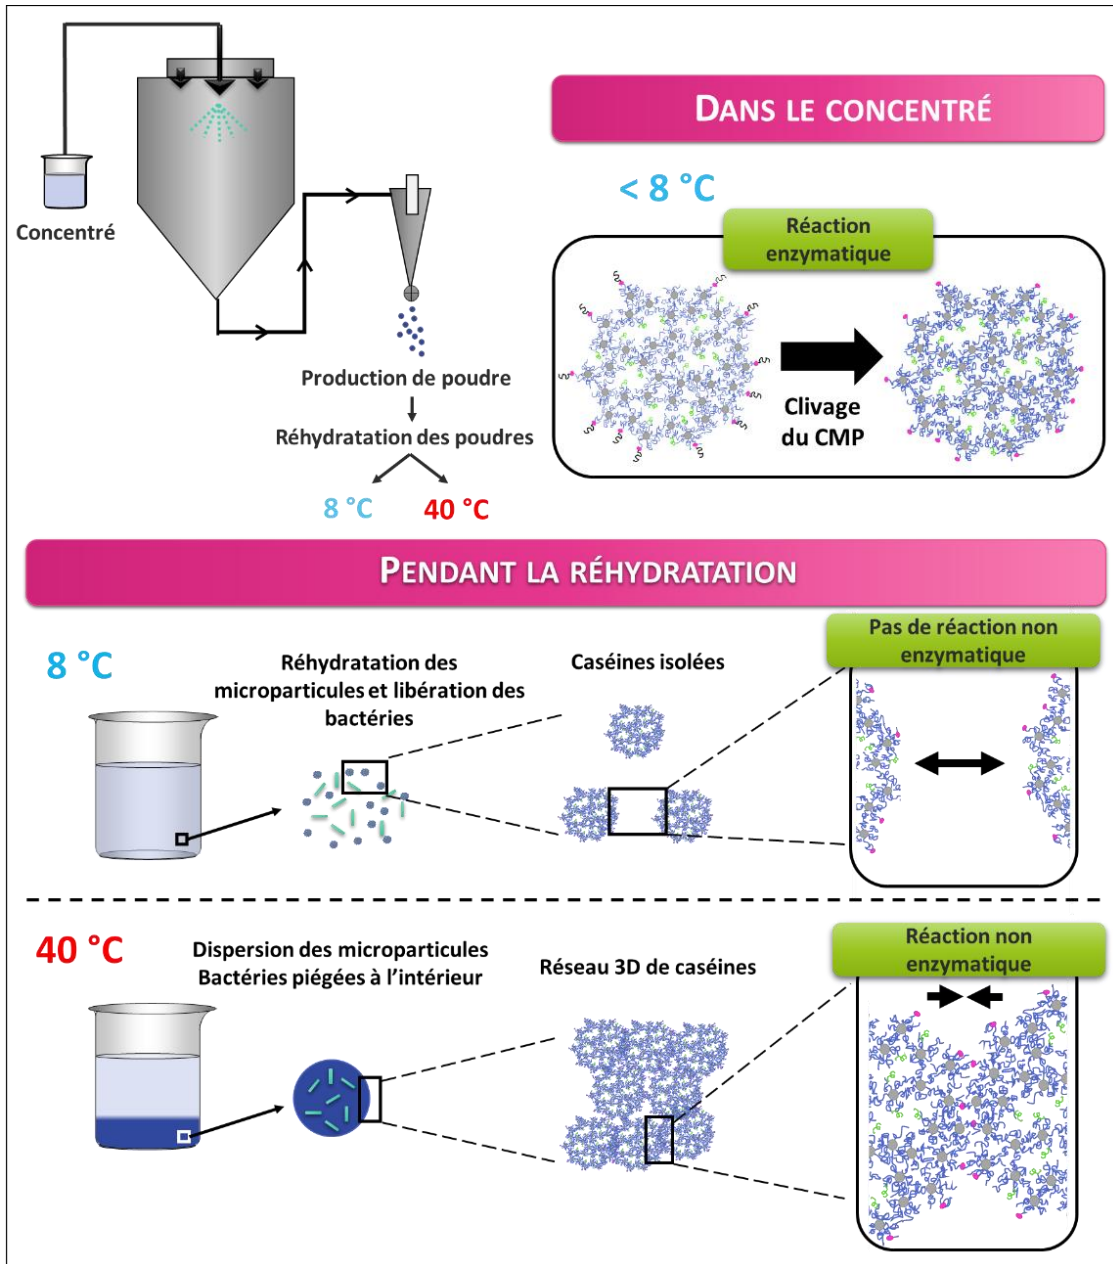 DANS LE CONCENTRÉ
< 8 °C
Réaction
enzymatique
Clivage
du CMP
Concentré
Production de poudre
Réhydratation des poudres
8 °C
40 °C
PENDANT LA RÉHYDRATATION
8 °C
Réhydratation des
microparticules et libération des
bactéries
Caséines isolées
Pas de réaction non
enzymatique
40 °C
Dispersion des microparticules
Bactéries piégées à l'intérieur
Réseau 3D de caséines
Réaction non
enzymatique